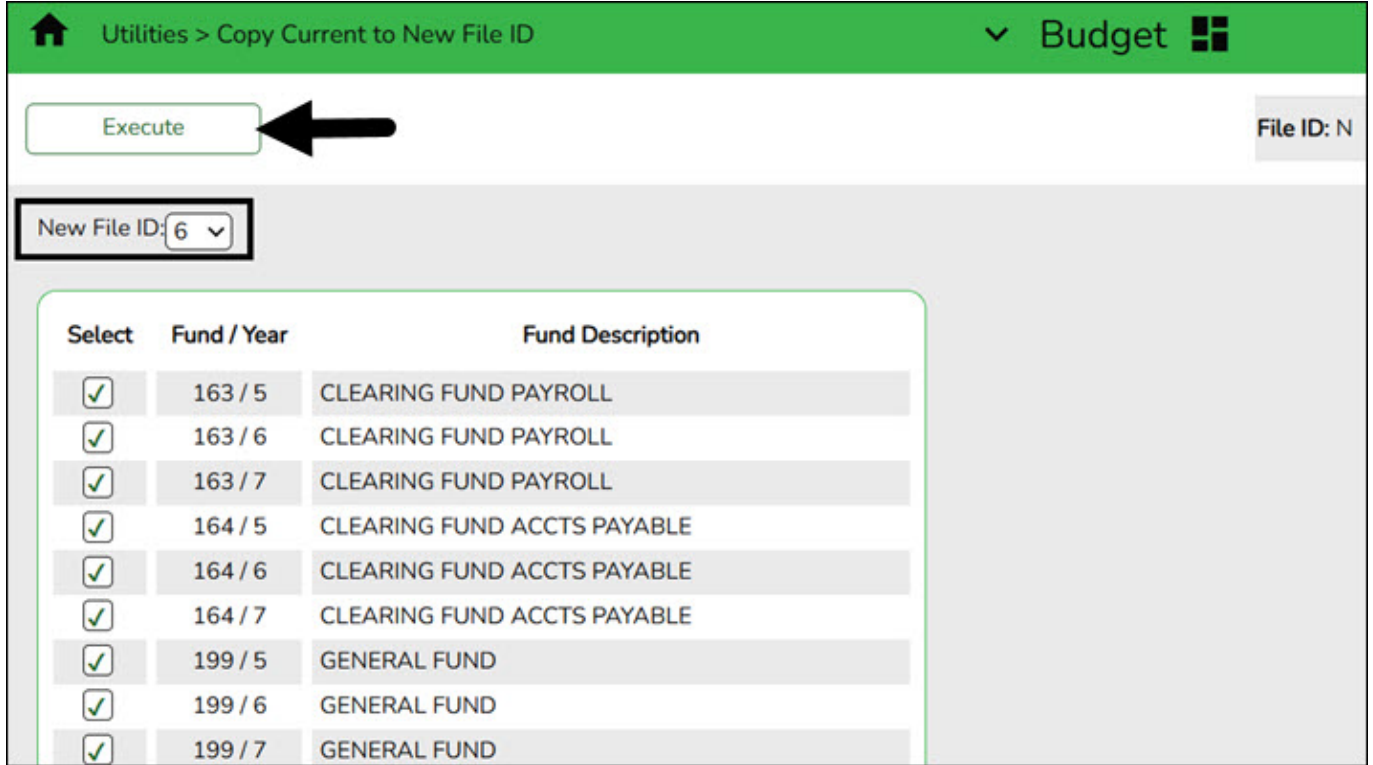 Utilities > Copy Current to New File ID
Budget
Execute
File ID: N
New File ID: 6
Select Fund / Year Fund Description
163 / 5 CLEARING FUND PAYROLL
163 / 6 CLEARING FUND PAYROLL
163 / 7 CLEARING FUND PAYROLL
164 / 5 CLEARING FUND ACCTS PAYABLE
164 / 6 CLEARING FUND ACCTS PAYABLE
164 / 7 CLEARING FUND ACCTS PAYABLE
199 / 5 GENERAL FUND
199 / 6 GENERAL FUND
199 / 7 GENERAL FUND